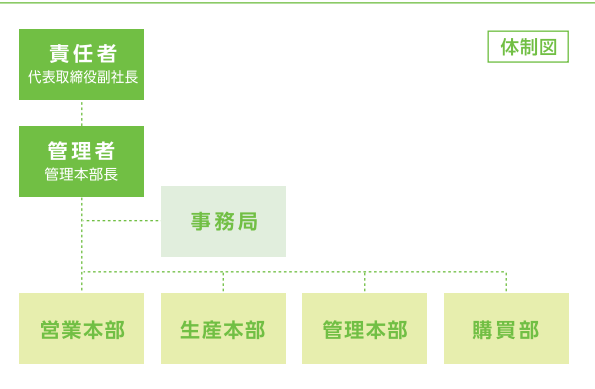 体制図
責任者
代表取締役副社長
管理者
管理本部長
事務局
営業本部
生産本部
管理本部
購買部